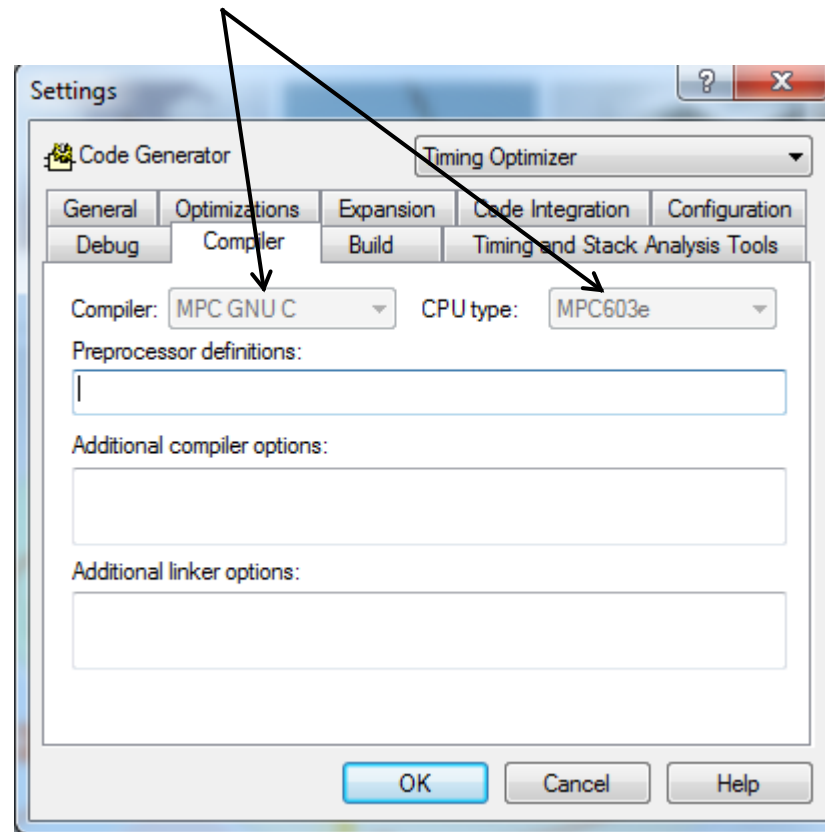 Settings
?
Code Generator Timing Optimizer
General Optimizations Expansion Code Integration Configuration
Debug Compiler Build Timing and Stack Analysis Tools
Compiler: MPC GNU C CPU type: MPC603e
Preprocessor definitions:
Additional compiler options:
Additional linker options:
OK Cancel Help